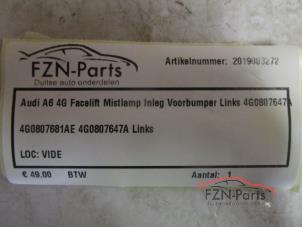 FZN-Parts
Duitse auto onderdelen
Artikelnummer: 2019003272
Audi A6 4G Facelift Mistlamp Inleg Voorbumper Links 4G0807647A
4G0807681AE 4G0807647A Links
LOC: VIDE
€ 49.00 BTW Aantal: 1
FZN-Parts